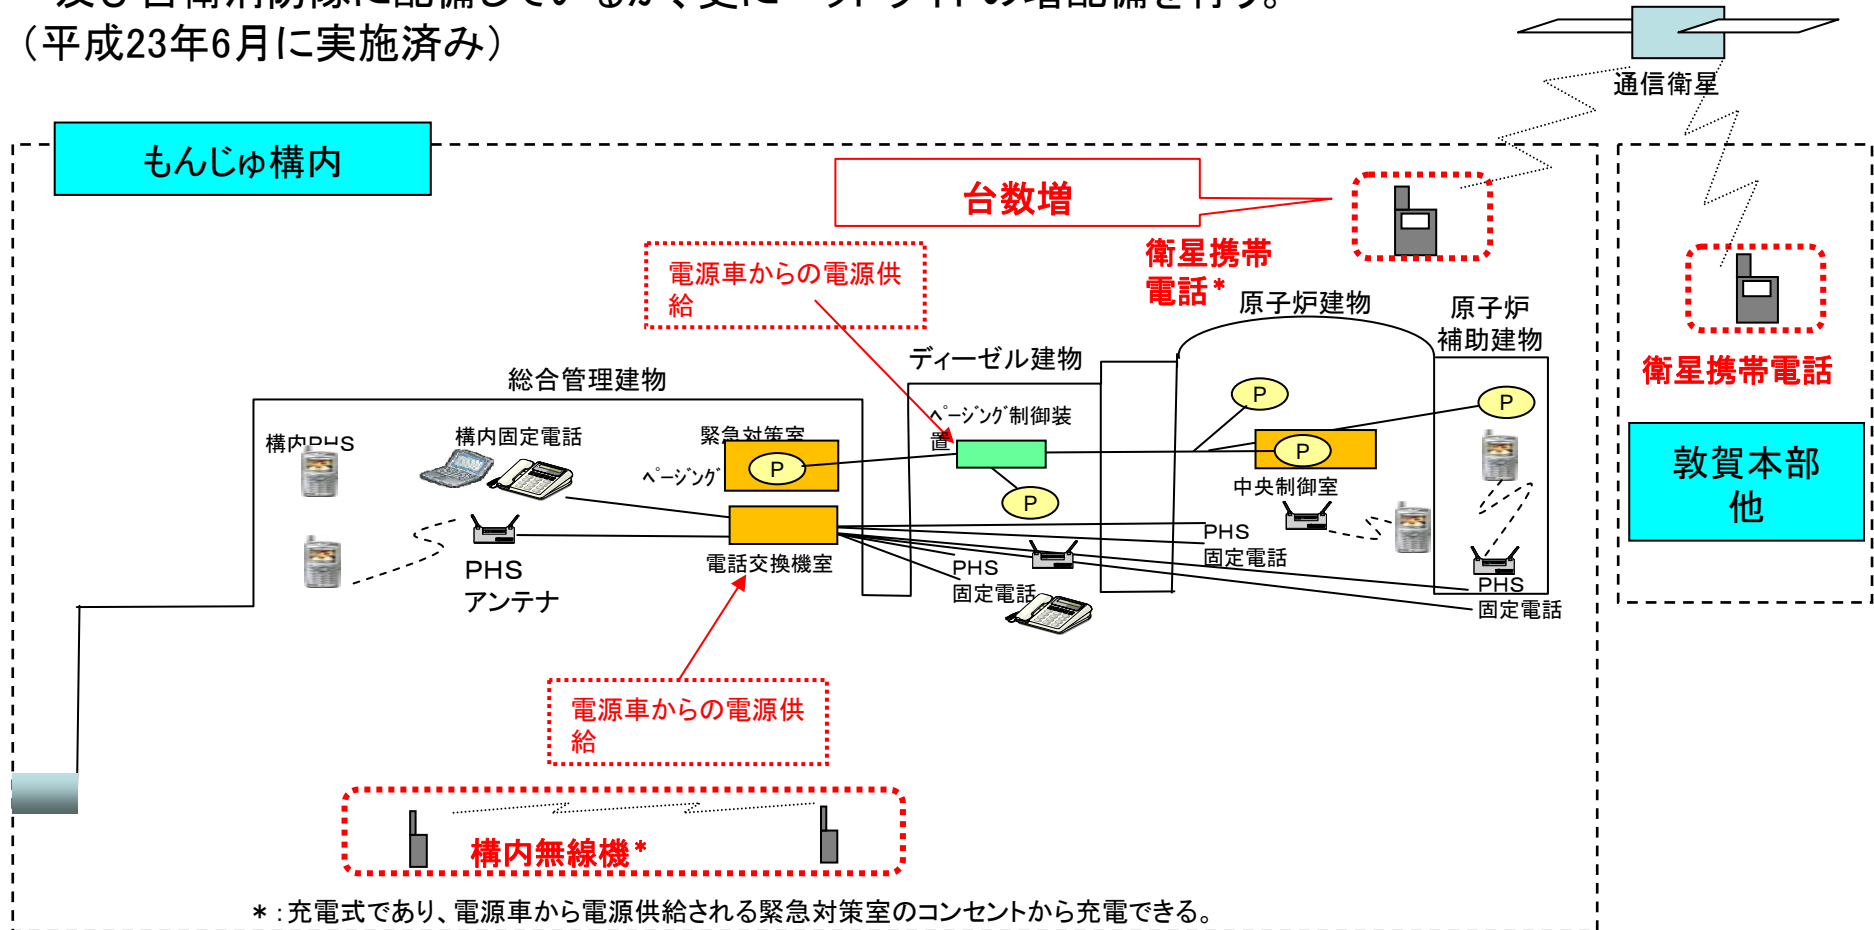 （平成23年6月に実施済み）
通信衛星
もんじゅ構内
台数増
衛星携帯
電話*
電源車からの電源供
給
原子炉建物
原子炉
補助建物
ディーゼル建物
総合管理建物
衛星携帯電話
敦賀本部
他
ﾍﾟｰｼﾞﾝｸﾞ制御装
置
構内PHS
構内固定電話
緊急対策室
ﾍﾟｰｼﾞﾝｸﾞ
P
P
P
P
P
中央制御室
電話交換機室
PHS
アンテナ
PHS
固定電話
PHS
固定電話
PHS
固定電話
電源車からの電源供
給
構内無線機*
*：充電式であり、電源車から電源供給される緊急対策室のコンセントから充電できる。